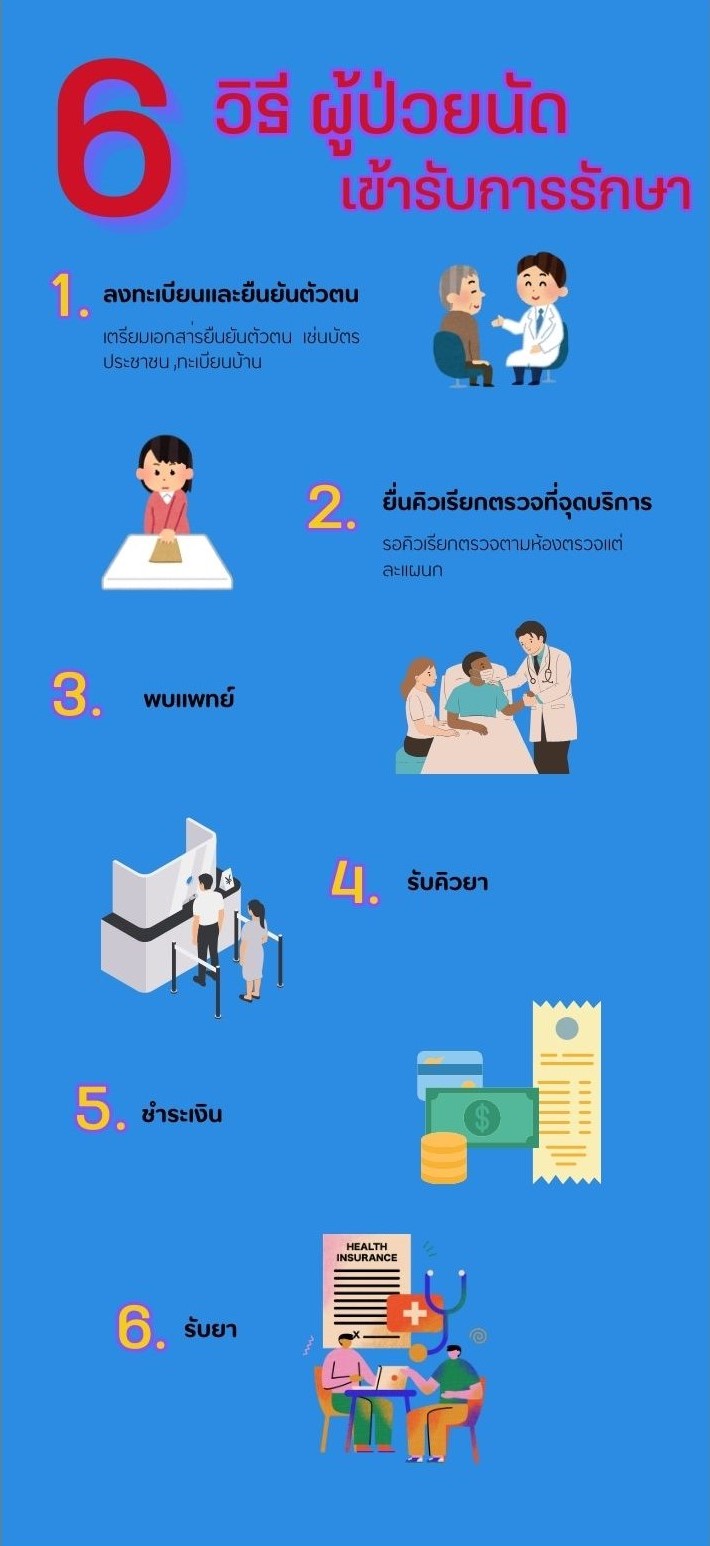 6
วิธี ผู้ป่วยนัด
เข้ารับการรักษา
1. ลงทะเบียนและยืนยันตัวตน
เตรียมเอกส่ารยืนยันตัวตน เช่นบัตร
ประชาชน ,ทะเบียนบ้าน
2. ยื่นคิวเรียกตรวจที่จุดบริการ
รอคิวเรียกตรวจตามห้องตรวจแต่
ละแผนก
3. พบแพทย์
4. รับคิวยา
5. ชำระเงิน
HEALTH
INSURANCE
x
6. รับยา